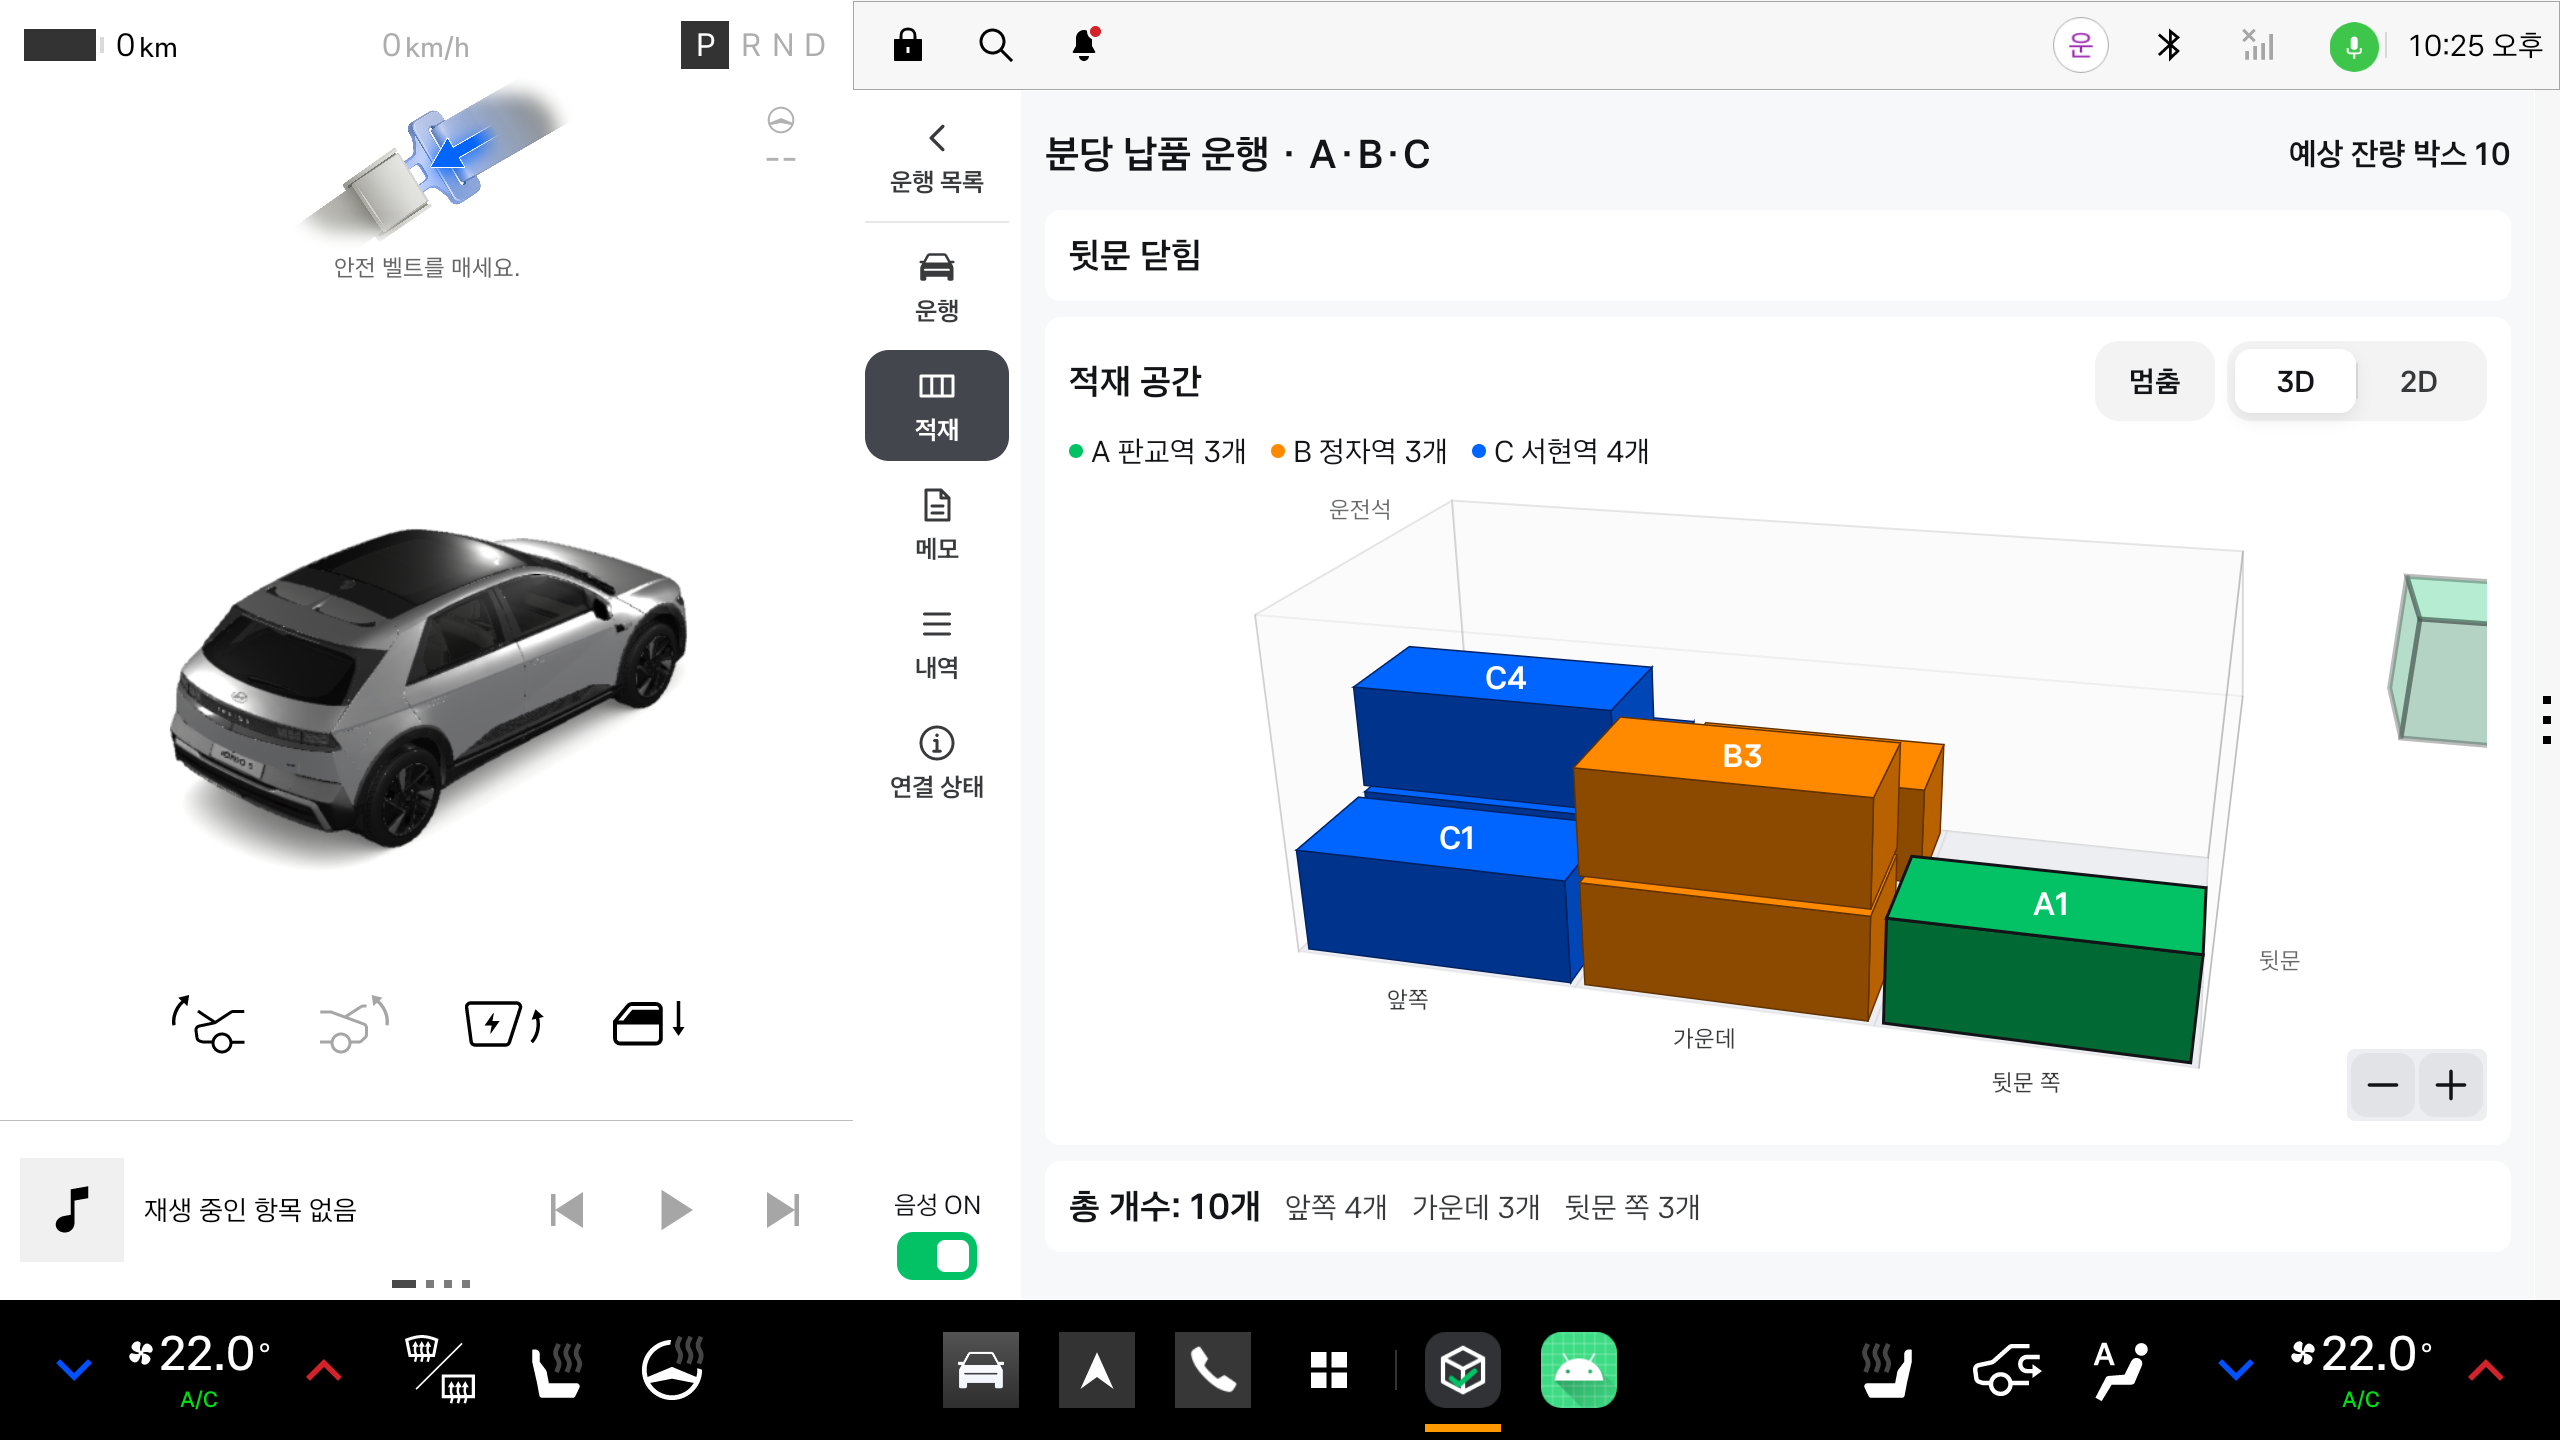 0 km
0 km/h
P R N D
운
10:25 오후
안전 벨트를 매세요.
재생 중인 항목 없음
운행 목록
운행
적재
메모
내역
연결 상태
음성 ON
분당 납품 운행 · A·B·C
예상 잔량 박스 10
뒷문 닫힘
적재 공간
멈춤
3D
2D
A 판교역 3개
B 정자역 3개
C 서현역 4개
운전석
C4
B3
C1
A1
뒷문
앞쪽
가운데
뒷문 쪽
총 개수: 10개 앞쪽 4개 가운데 3개 뒷문 쪽 3개
22.0°
A/C
A
22.0°
A/C